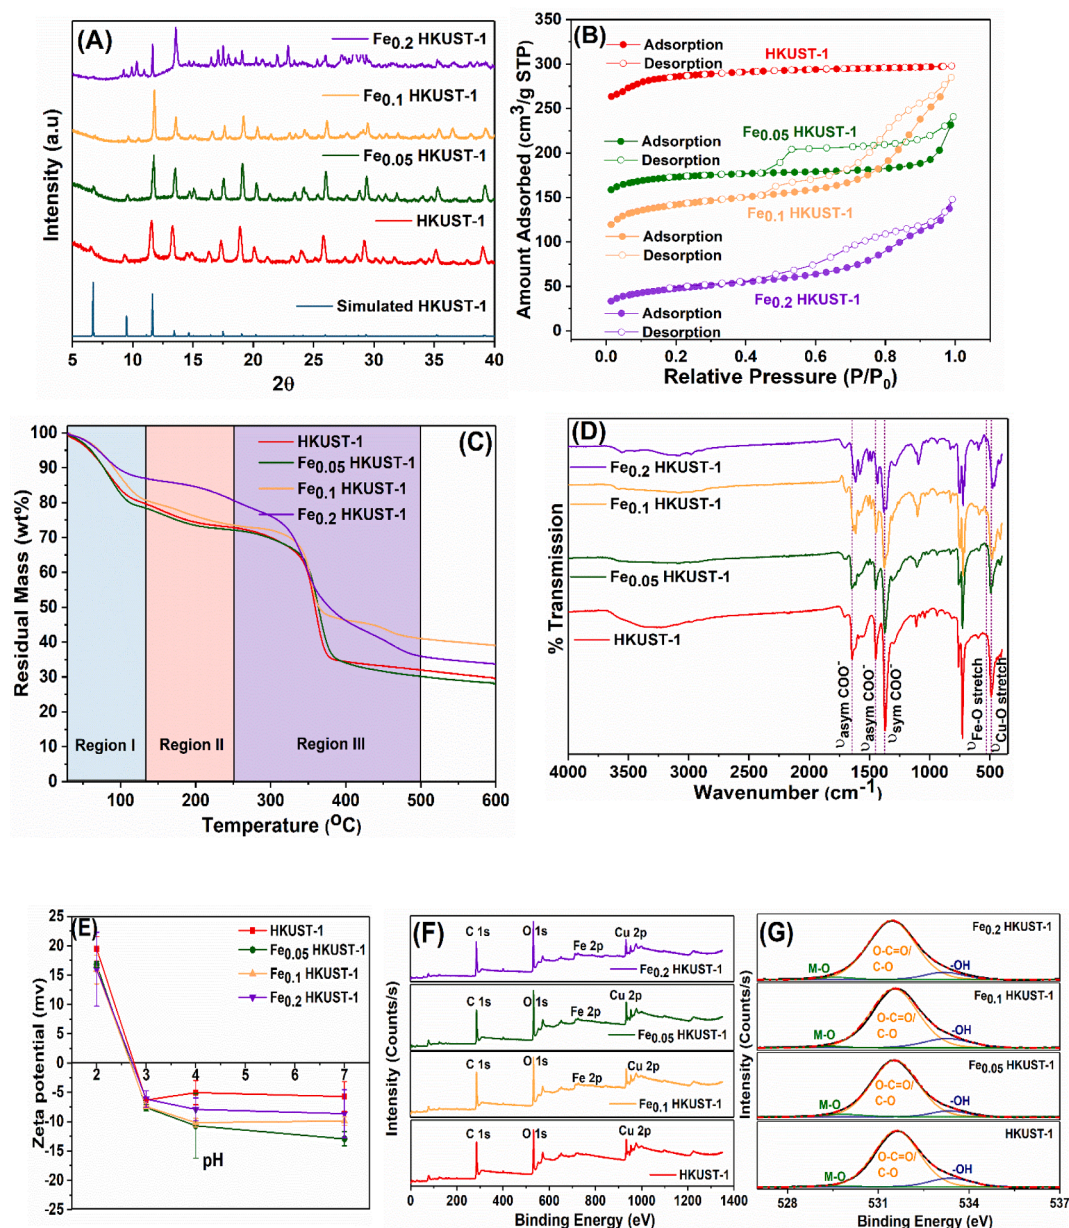 (A)
Fe0.2 HKUST-1
Fe0.1 HKUST-1
Fe0.05 HKUST-1
HKUST-1
Simulated HKUST-1
Intensity (a.u)
5 10 15 20 25 30 35 40
2θ
(B)
350
300
250
200
150
100
50
0
Adsorption
Desorption
HKUST-1
Adsorption
Desorption
Fe0.05 HKUST-1
Fe0.1 HKUST-1
Adsorption
Desorption
Fe0.2 HKUST-1
Adsorption
Desorption
Amount Adsorbed (cm3/g STP)
0.0 0.2 0.4 0.6 0.8 1.0
Relative Pressure (P/P0)
(C)
100
90
80
70
60
50
40
30
20
10
0
HKUST-1
Fe0.05 HKUST-1
Fe0.1 HKUST-1
Fe0.2 HKUST-1
Region I
Region II
Region III
Residual Mass (wt%)
100 200 300 400 500 600
Temperature (OC)
(D)
Fe0.2 HKUST-1
Fe0.1 HKUST-1
Fe0.05 HKUST-1
HKUST-1
% Transmission
υasym COO-
υasym COO-
υsym COO-
υFe-O stretch
υCu-O stretch
4000 3500 3000 2500 2000 1500 1000 500
Wavenumber (cm-1)
(E)
25
20
15
10
5
0
-5
-10
-15
-20
-25
HKUST-1
Fe0.05 HKUST-1
Fe0.1 HKUST-1
Fe0.2 HKUST-1
2 3 4 5 6 7
pH
Zeta potential (mv)
(F)
C 1s O 1s Fe 2p Cu 2p
Fe0.2 HKUST-1
C 1s O 1s Fe 2p Cu 2p
Fe0.05 HKUST-1
C 1s O 1s Fe 2p Cu 2p
Fe0.1 HKUST-1
C 1s O 1s Cu 2p
HKUST-1
Intensity (Counts/s)
0 200 400 600 800 1000 1200 1400
Binding Energy (eV)
(G)
Fe0.2 HKUST-1
M-O
O-C=O/
C-O
-OH
Fe0.1 HKUST-1
M-O
O-C=O/
C-O
-OH
Fe0.05 HKUST-1
M-O
O-C=O/
C-O
-OH
HKUST-1
M-O
O-C=O/
C-O
-OH
Intensity (Counts/s)
528 531 534 537
Binding Energy (eV)